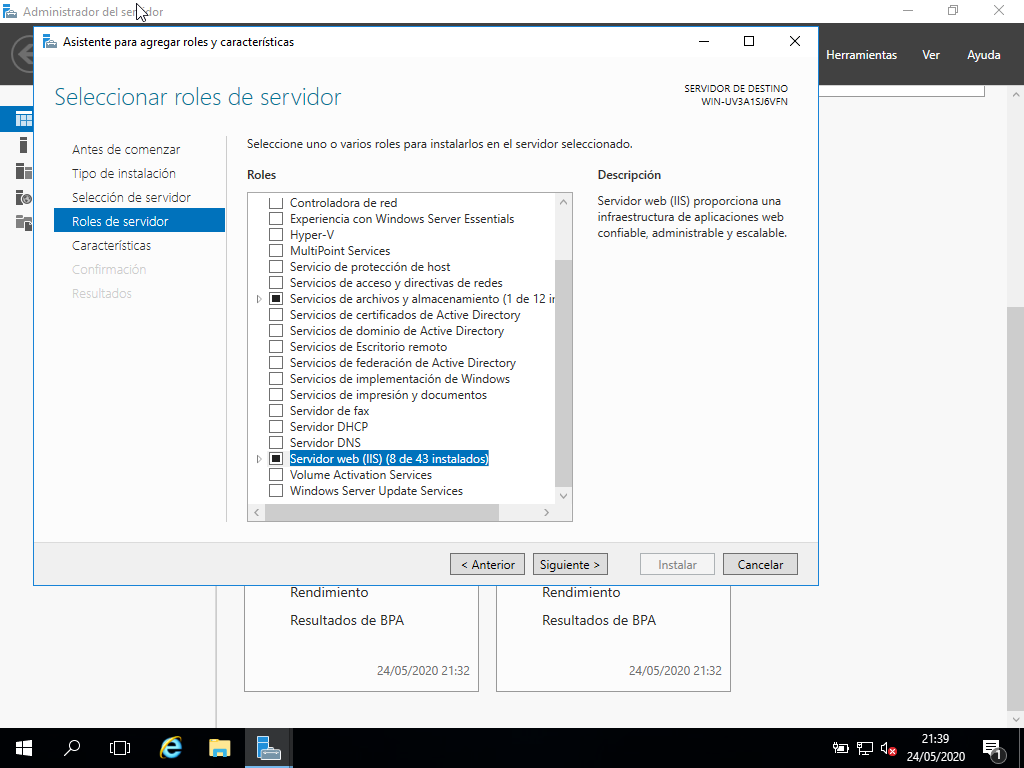 Administrador del servidor
Asistente para agregar roles y características
Herramientas Ver Ayuda
Seleccionar roles de servidor
SERVIDOR DE DESTINO
WIN-UV3A1SJ6VFN
Antes de comenzar
Tipo de instalación
Selección de servidor
Roles de servidor
Características
Confirmación
Resultados
Seleccione uno o varios roles para instalarlos en el servidor seleccionado.
Roles
Controladora de red
Experiencia con Windows Server Essentials
Hyper-V
MultiPoint Services
Servicio de protección de host
Servicios de acceso y directivas de redes
Servicios de archivos y almacenamiento (1 de 12 in
Servicios de certificados de Active Directory
Servicios de dominio de Active Directory
Servicios de Escritorio remoto
Servicios de federación de Active Directory
Servicios de implementación de Windows
Servicios de impresión y documentos
Servidor de fax
Servidor DHCP
Servidor DNS
Servidor web (IIS) (8 de 43 instalados)
Volume Activation Services
Windows Server Update Services
Descripción
Servidor web (IIS) proporciona una
infraestructura de aplicaciones web
confiable, administrable y escalable.
< Anterior
Siguiente >
Instalar
Cancelar
Rendimiento
Resultados de BPA
24/05/2020 21:32
Rendimiento
Resultados de BPA
24/05/2020 21:32
21:39
24/05/2020
1